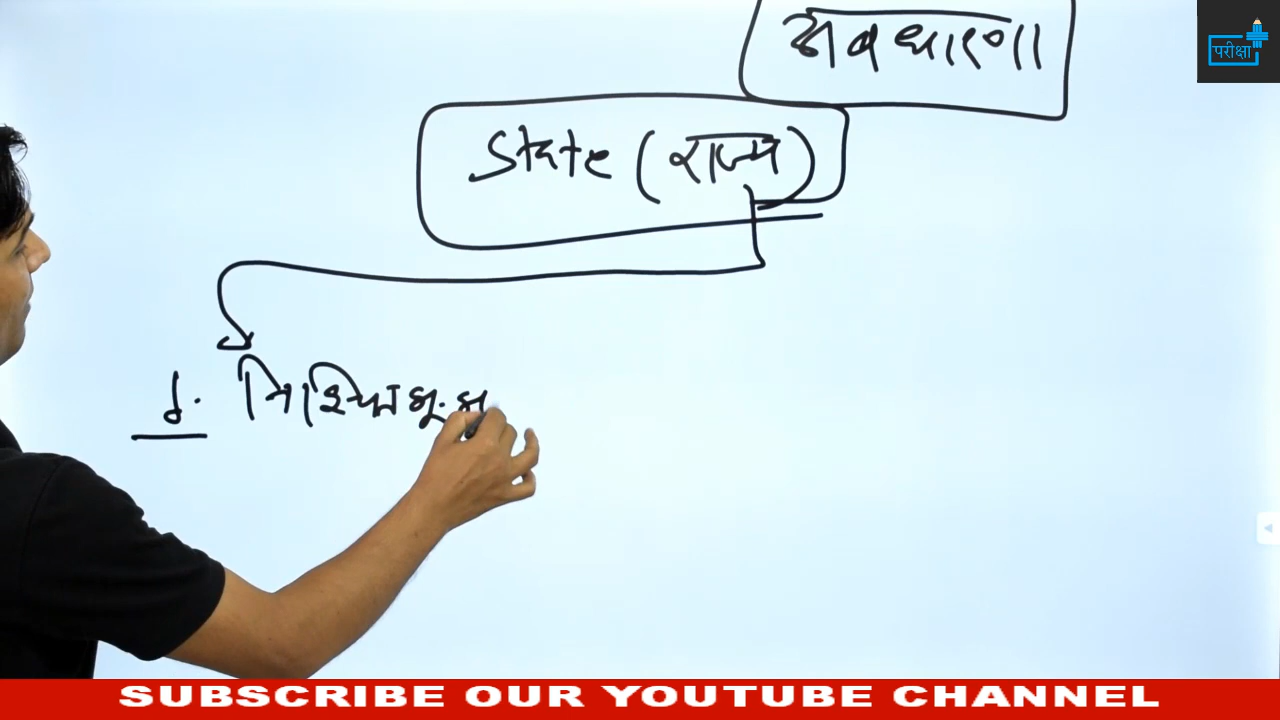 अवधारणा
परीक्षा
State (राज्य)
1. निश्चित भू-भ
SUBSCRIBE OUR YOUTUBE CHANNEL